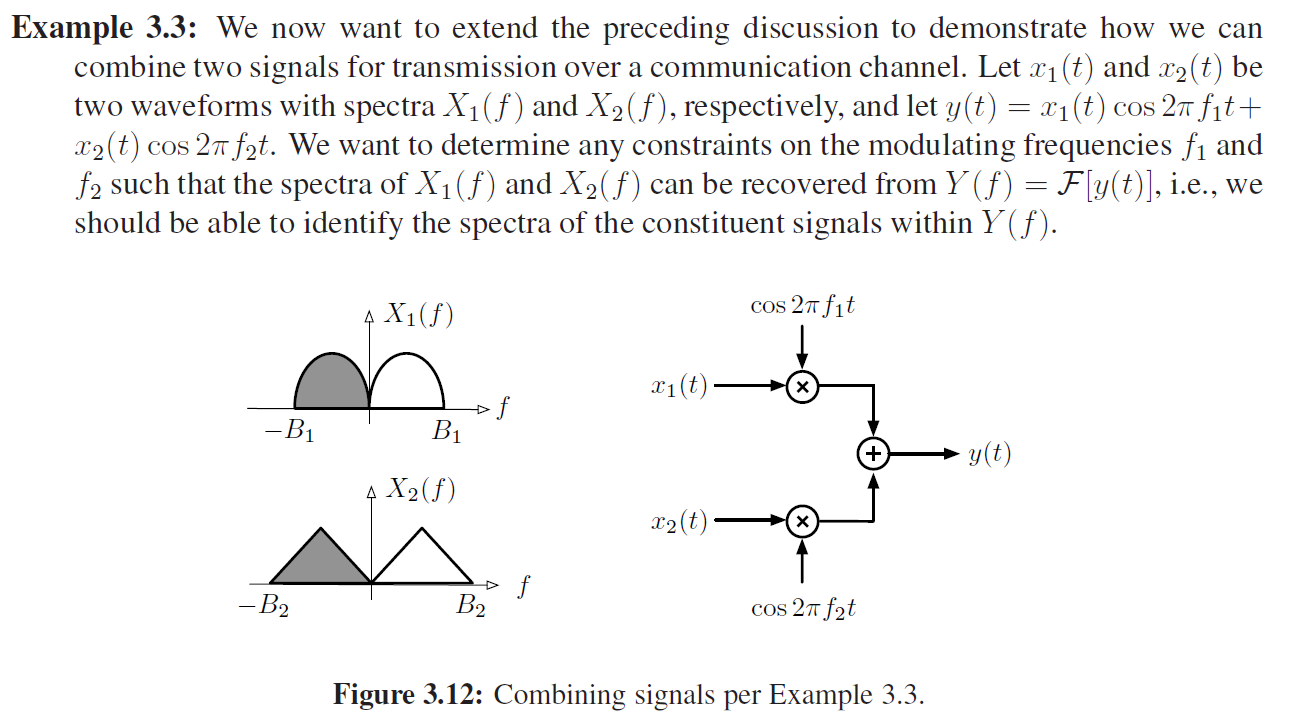 Example 3.3: We now want to extend the preceding discussion to demonstrate how we can
combine two signals for transmission over a communication channel. Let x₁(t) and x₂(t) be
two waveforms with spectra X₁(f) and X₂(f), respectively, and let y(t) = x₁(t) cos 2πf₁t+
x₂(t) cos 2πf₂t. We want to determine any constraints on the modulating frequencies f₁ and
f₂ such that the spectra of X₁(f) and X₂(f) can be recovered from Y(f) = ℱ[y(t)], i.e., we
should be able to identify the spectra of the constituent signals within Y(f).
X₁(f)
f
−B₁
B₁
X₂(f)
f
−B₂
B₂
cos 2πf₁t
x₁(t)
×
+
y(t)
x₂(t)
×
cos 2πf₂t
Figure 3.12: Combining signals per Example 3.3.